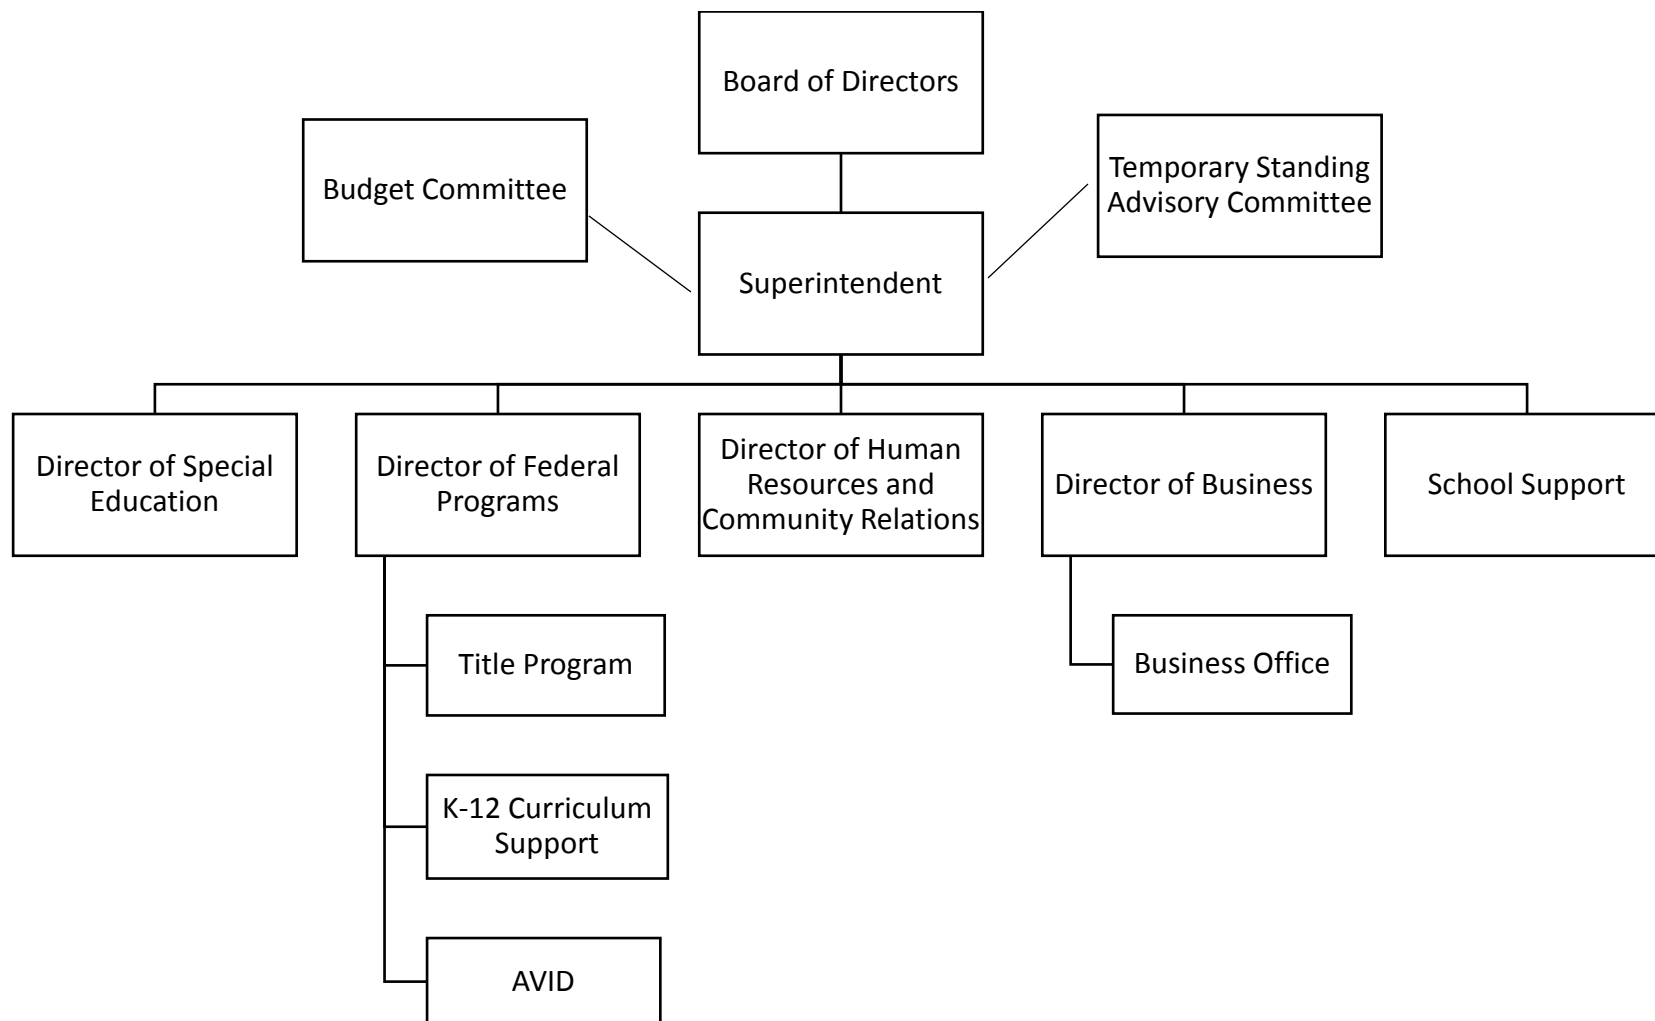 Board of Directors
Budget Committee
Temporary Standing
Advisory Committee
Superintendent
Director of Special
Education
Director of Federal
Programs
Director of Human
Resources and
Community Relations
Director of Business
School Support
Title Program
Business Office
K-12 Curriculum
Support
AVID